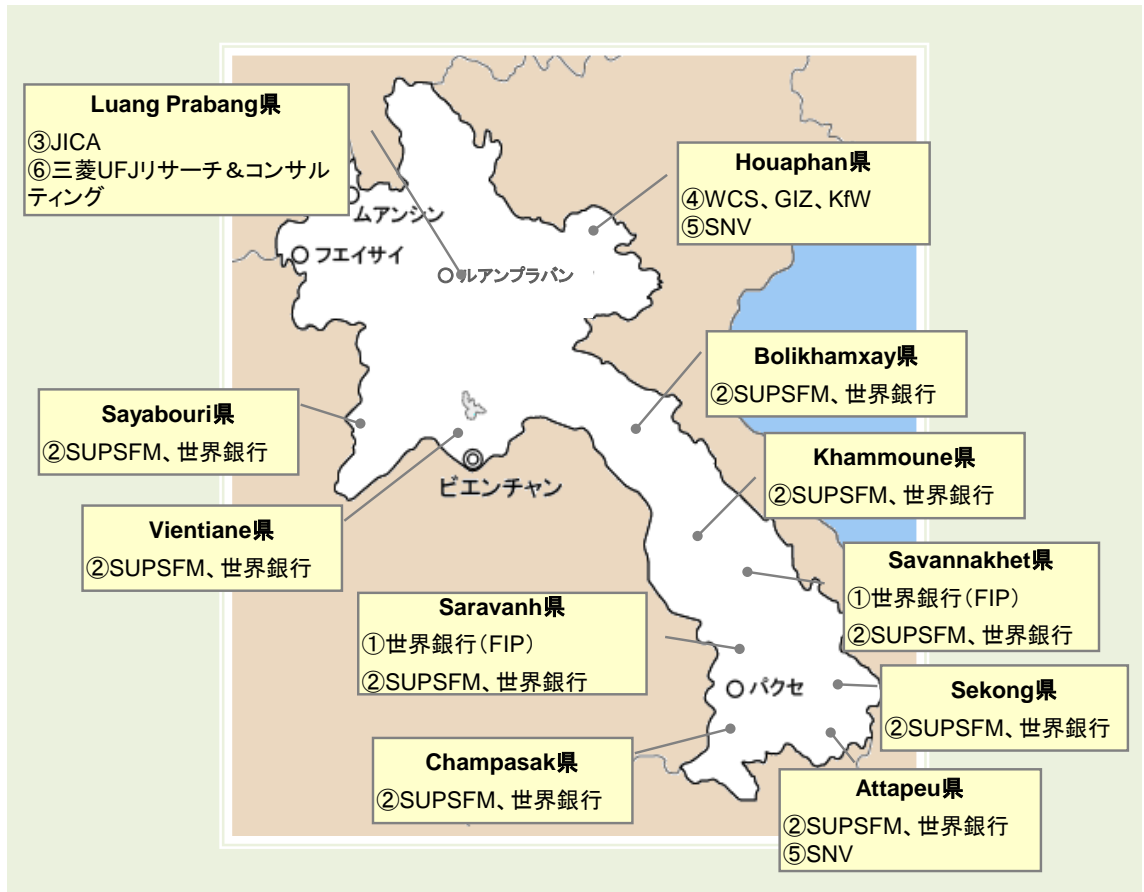 Luang Prabang県
③JICA
⑥三菱UFJリサーチ＆コンサル
ティング
Houaphan県
④WCS、GIZ、KfW
⑤SNV
ムアンシン
フエイサイ
ルアンプラバン
Bolikhamxay県
②SUPSFM、世界銀行
Sayabouri県
②SUPSFM、世界銀行
Khammoune県
②SUPSFM、世界銀行
ビエンチャン
Vientiane県
②SUPSFM、世界銀行
Savannakhet県
①世界銀行（FIP）
②SUPSFM、世界銀行
Saravanh県
①世界銀行（FIP）
②SUPSFM、世界銀行
パクセ
Sekong県
②SUPSFM、世界銀行
Champasak県
②SUPSFM、世界銀行
Attapeu県
②SUPSFM、世界銀行
⑤SNV